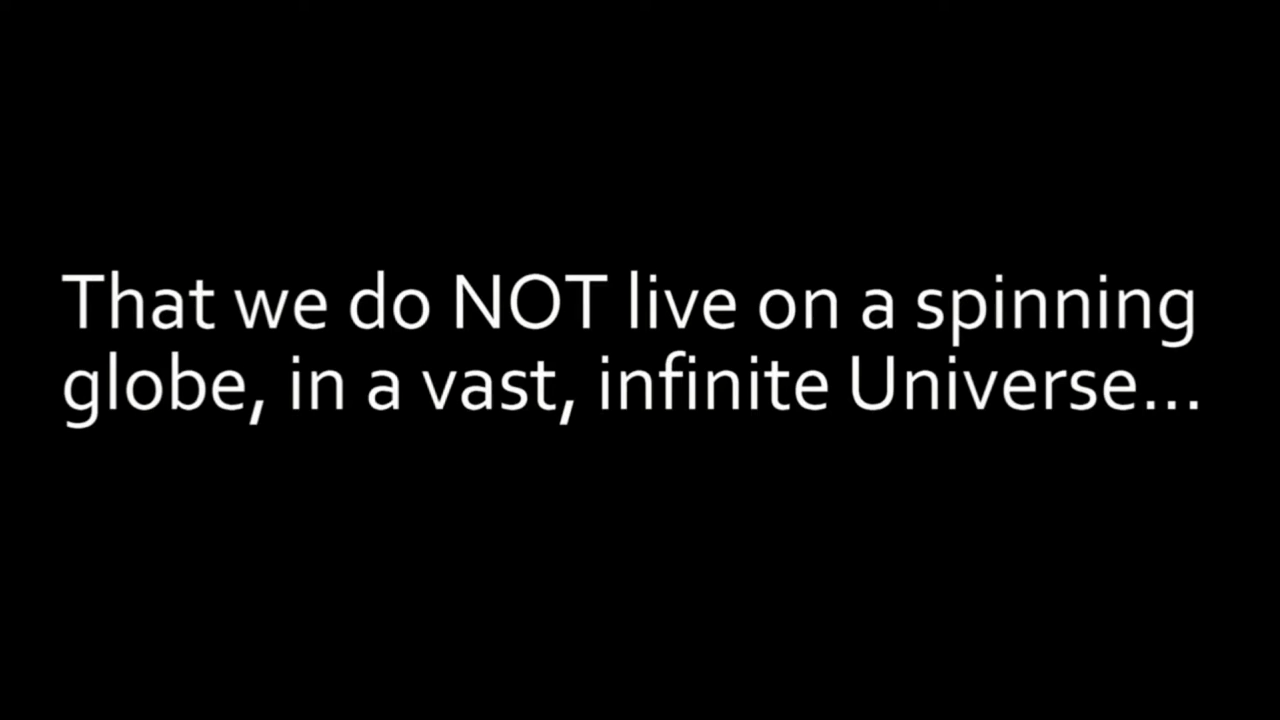 That we do NOT live on a spinning
globe, in a vast, infinite Universe...